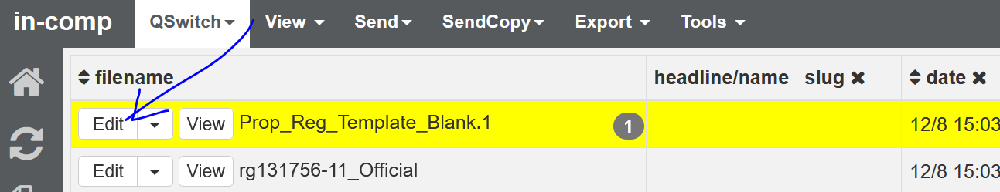 in-comp QSwitch View Send SendCopy Export Tools
filename headline/name slug date
Edit View Prop_Reg_Template_Blank.1 1 12/8 15:03
Edit View rg131756-11_Official 12/8 15:03